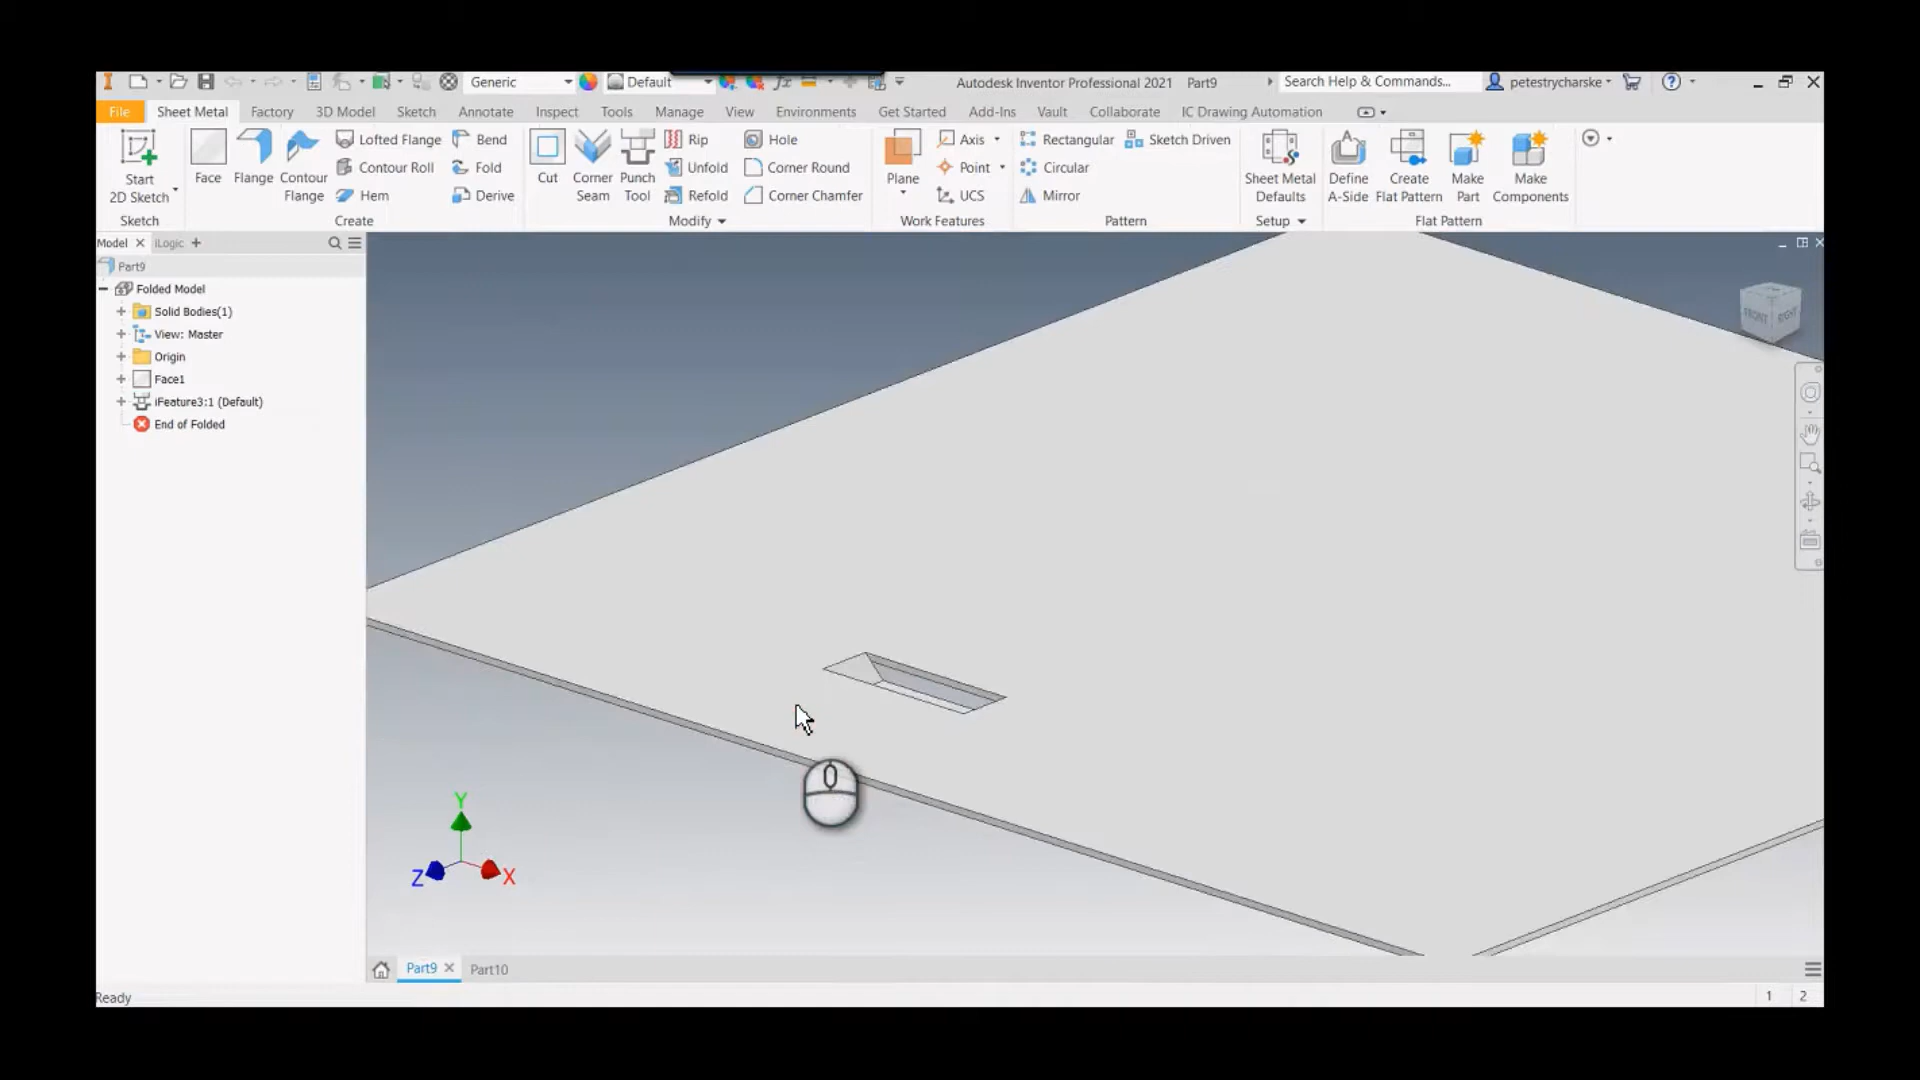 Generic
Default
Autodesk Inventor Professional 2021 Part9
Search Help & Commands...
petestrycharske
File
Sheet Metal
Factory
3D Model
Sketch
Annotate
Inspect
Tools
Manage
View
Environments
Get Started
Add-Ins
Vault
Collaborate
IC Drawing Automation
Start
2D Sketch
Sketch
Face
Flange
Contour
Flange
Lofted Flange
Contour Roll
Hem
Bend
Fold
Derive
Create
Cut
Corner
Seam
Punch
Tool
Rip
Unfold
Refold
Hole
Corner Round
Corner Chamfer
Modify
Plane
Axis
Point
UCS
Work Features
Rectangular
Circular
Mirror
Sketch Driven
Pattern
Sheet Metal
Defaults
Setup
Define
A-Side
Create
Flat Pattern
Make
Part
Make
Components
Flat Pattern
Model
iLogic
Part9
Folded Model
Solid Bodies(1)
View: Master
Origin
Face1
iFeature3:1 (Default)
End of Folded
FRONT
RIGHT
Y
Z
X
Part9
Part10
Ready
1
2